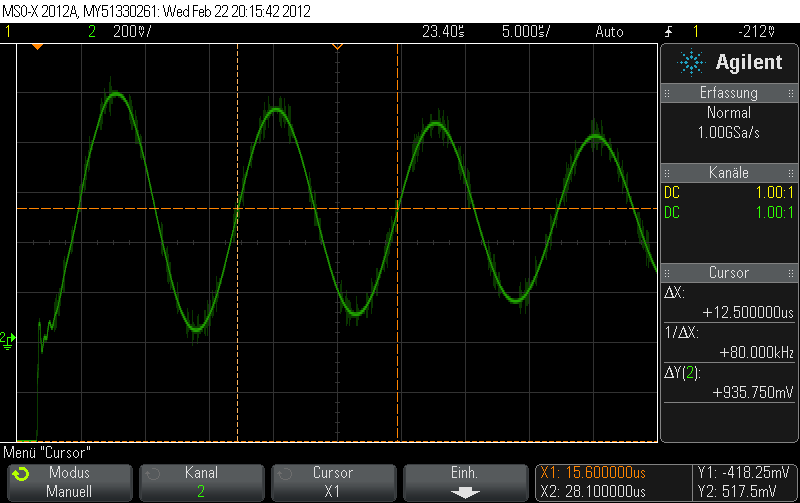 MSO-X 2012A, MY51330261: Wed Feb 22 20:15:42 2012
1 2 200mV/ 23.40s 5.000s/ Auto 1 -212mV
Agilent
Erfassung
Normal
1.00GSa/s
Kanäle
DC 1.00:1
DC 1.00:1
Cursor
ΔX:
+12.500000us
1/ΔX:
+80.000kHz
ΔY(2):
+935.750mV
2
Menü "Cursor"
Modus
Manuell
Kanal
2
Cursor
X1
Einh.
X1: 15.600000us
X2: 28.100000us
Y1: -418.25mV
Y2: 517.5mV